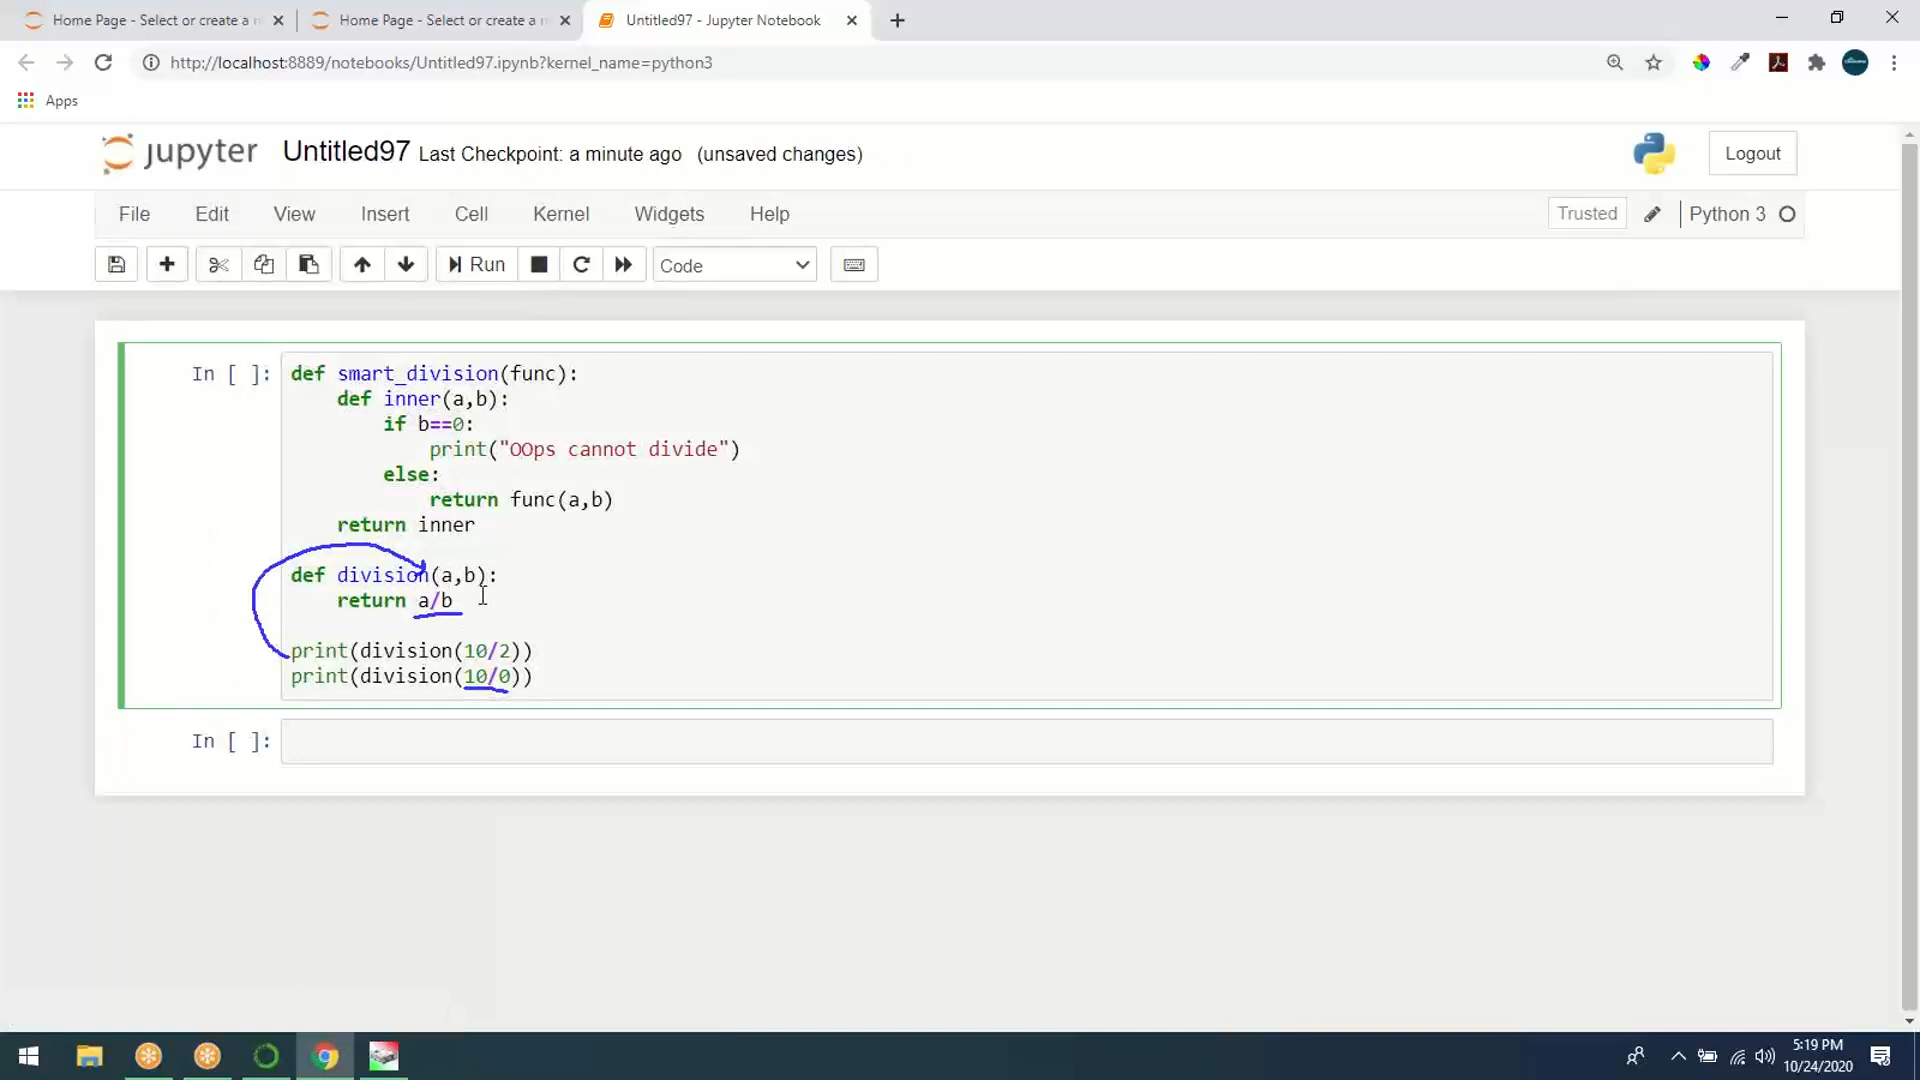 Home Page - Select or create a n
Home Page - Select or create a n
Untitled97 - Jupyter Notebook
http://localhost:8889/notebooks/Untitled97.ipynb?kernel_name=python3
Apps
jupyter Untitled97 Last Checkpoint: a minute ago (unsaved changes)
Logout
File Edit View Insert Cell Kernel Widgets Help
Trusted Python 3
Run Code
In [ ]:
def smart_division(func):
    def inner(a,b):
        if b==0:
            print("OOps cannot divide")
        else:
            return func(a,b)
    return inner
def division(a,b):
    return a/b
print(division(10/2))
print(division(10/0))
In [ ]:
5:19 PM
10/24/2020